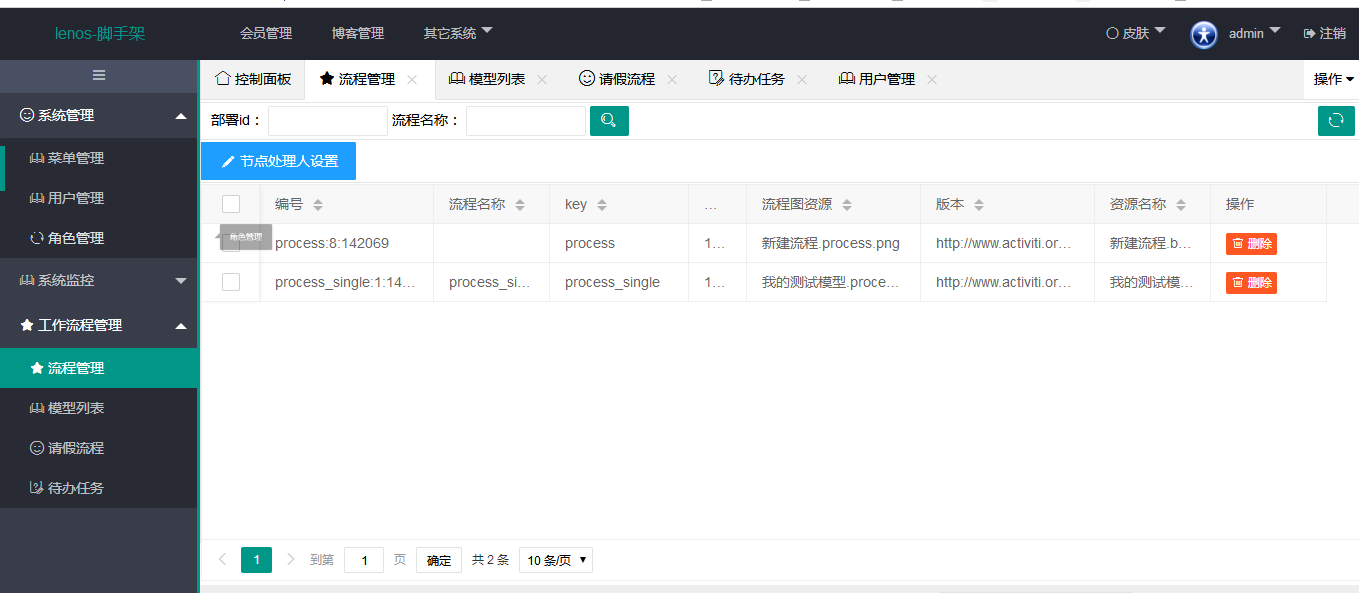 lenos-脚手架 会员管理 博客管理 其它系统 皮肤 admin 注销
控制面板 流程管理 模型列表 请假流程 待办任务 用户管理 操作
系统管理
菜单管理
用户管理
角色管理
系统监控
工作流程管理
流程管理
模型列表
请假流程
待办任务
部署id： 流程名称：
节点处理人设置
编号 流程名称 key ... 流程图资源 版本 资源名称 操作
角色管理
process:8:142069 process 1... 新建流程.process.png http://www.activiti.or... 新建流程.b... 删除
process_single:1:14... process_si... process_single 1... 我的测试模型.proce... http://www.activiti.or... 我的测试模... 删除
1 到第 1 页 确定 共 2 条 10 条/页